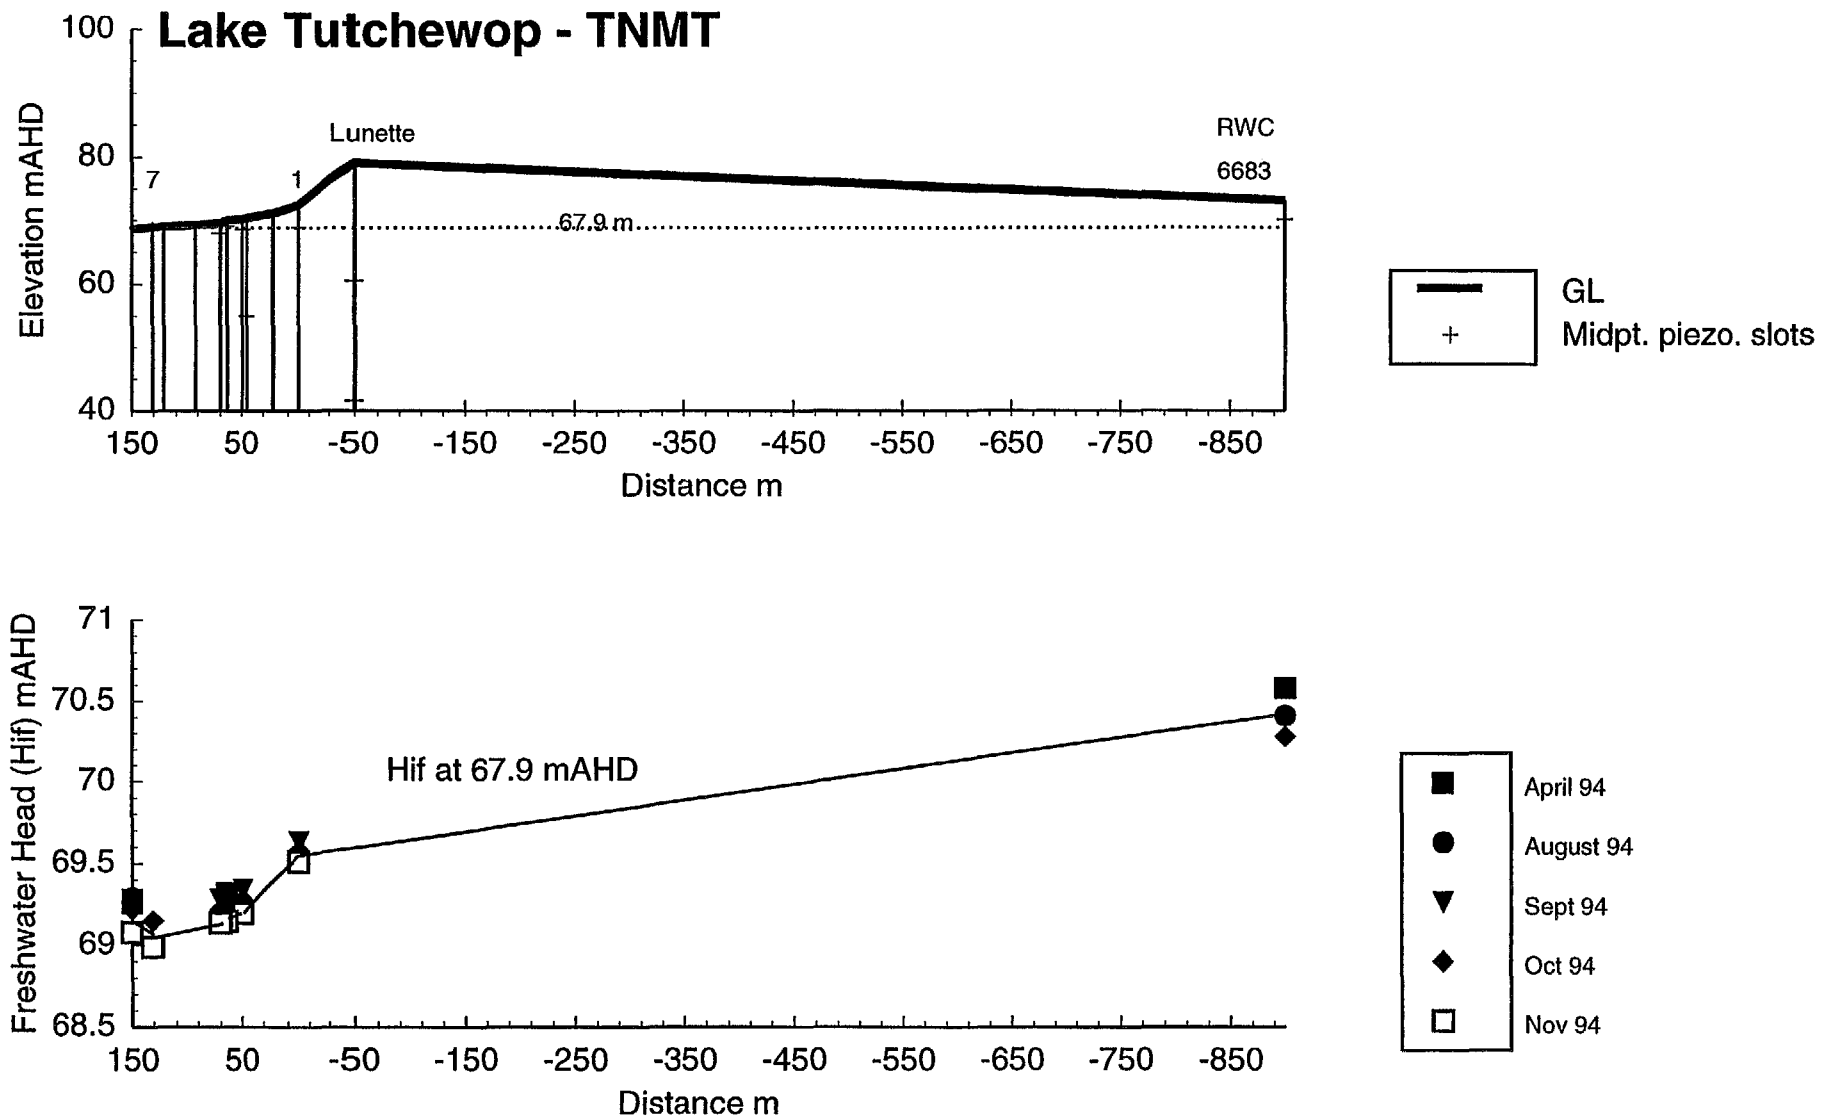 Lake Tutchewop - TNMT
100
80
60
40
Elevation mAHD
Lunette
RWC
6683
7
1
67.9 m
150 50 -50 -150 -250 -350 -450 -550 -650 -750 -850
Distance m
GL
Midpt. piezo. slots
71
70.5
70
69.5
69
68.5
Freshwater Head (Hif) mAHD
Hif at 67.9 mAHD
150 50 -50 -150 -250 -350 -450 -550 -650 -750 -850
Distance m
April 94
August 94
Sept 94
Oct 94
Nov 94